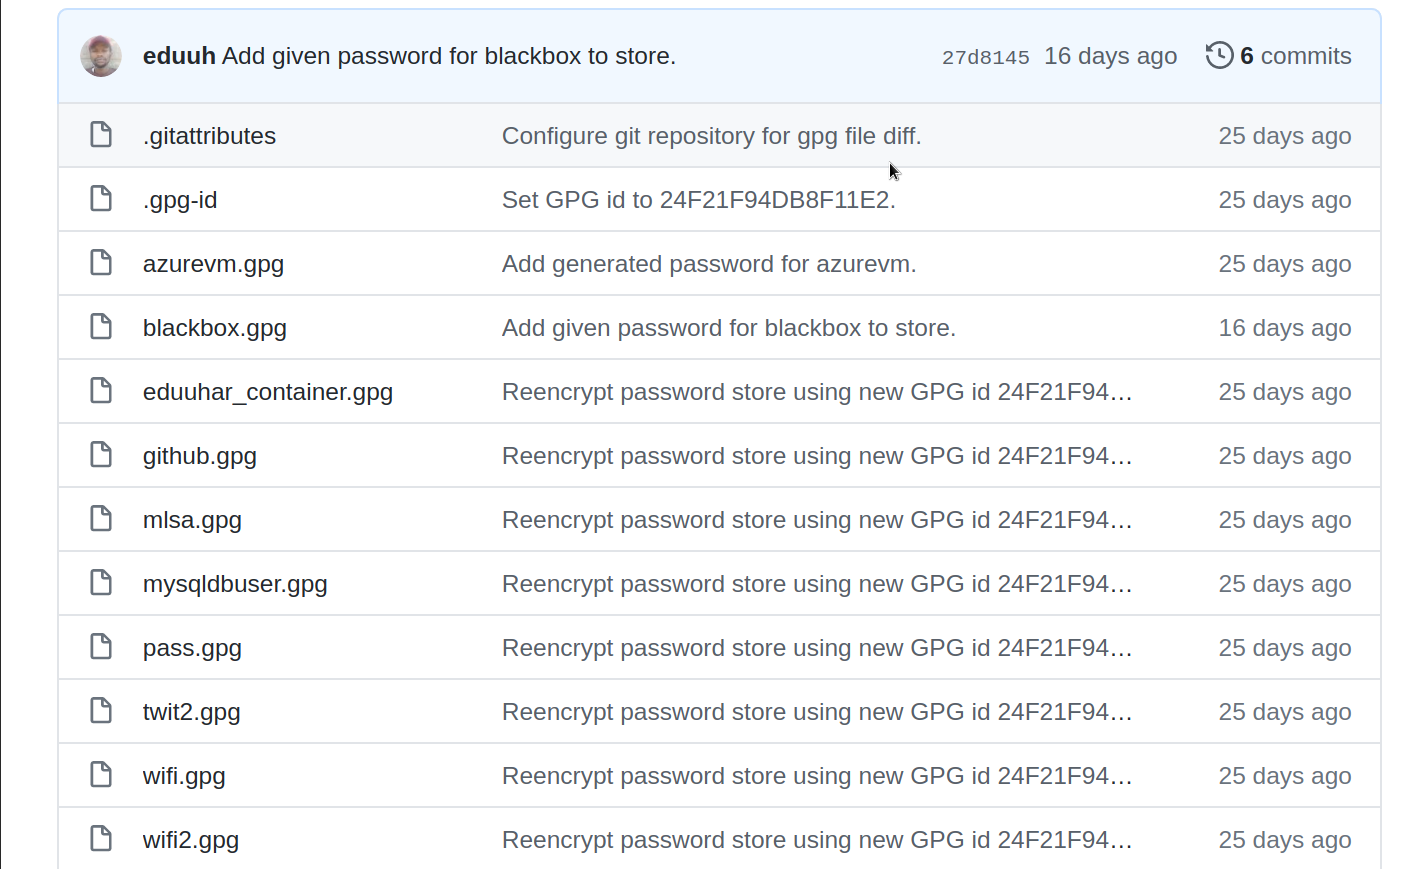 eduuh Add given password for blackbox to store. 27d8145 16 days ago 6 commits
.gitattributes Configure git repository for gpg file diff. 25 days ago
.gpg-id Set GPG id to 24F21F94DB8F11E2. 25 days ago
azurevm.gpg Add generated password for azurevm. 25 days ago
blackbox.gpg Add given password for blackbox to store. 16 days ago
eduuhar_container.gpg Reencrypt password store using new GPG id 24F21F94... 25 days ago
github.gpg Reencrypt password store using new GPG id 24F21F94... 25 days ago
mlsa.gpg Reencrypt password store using new GPG id 24F21F94... 25 days ago
mysqldbuser.gpg Reencrypt password store using new GPG id 24F21F94... 25 days ago
pass.gpg Reencrypt password store using new GPG id 24F21F94... 25 days ago
twit2.gpg Reencrypt password store using new GPG id 24F21F94... 25 days ago
wifi.gpg Reencrypt password store using new GPG id 24F21F94... 25 days ago
wifi2.gpg Reencrypt password store using new GPG id 24F21F94... 25 days ago